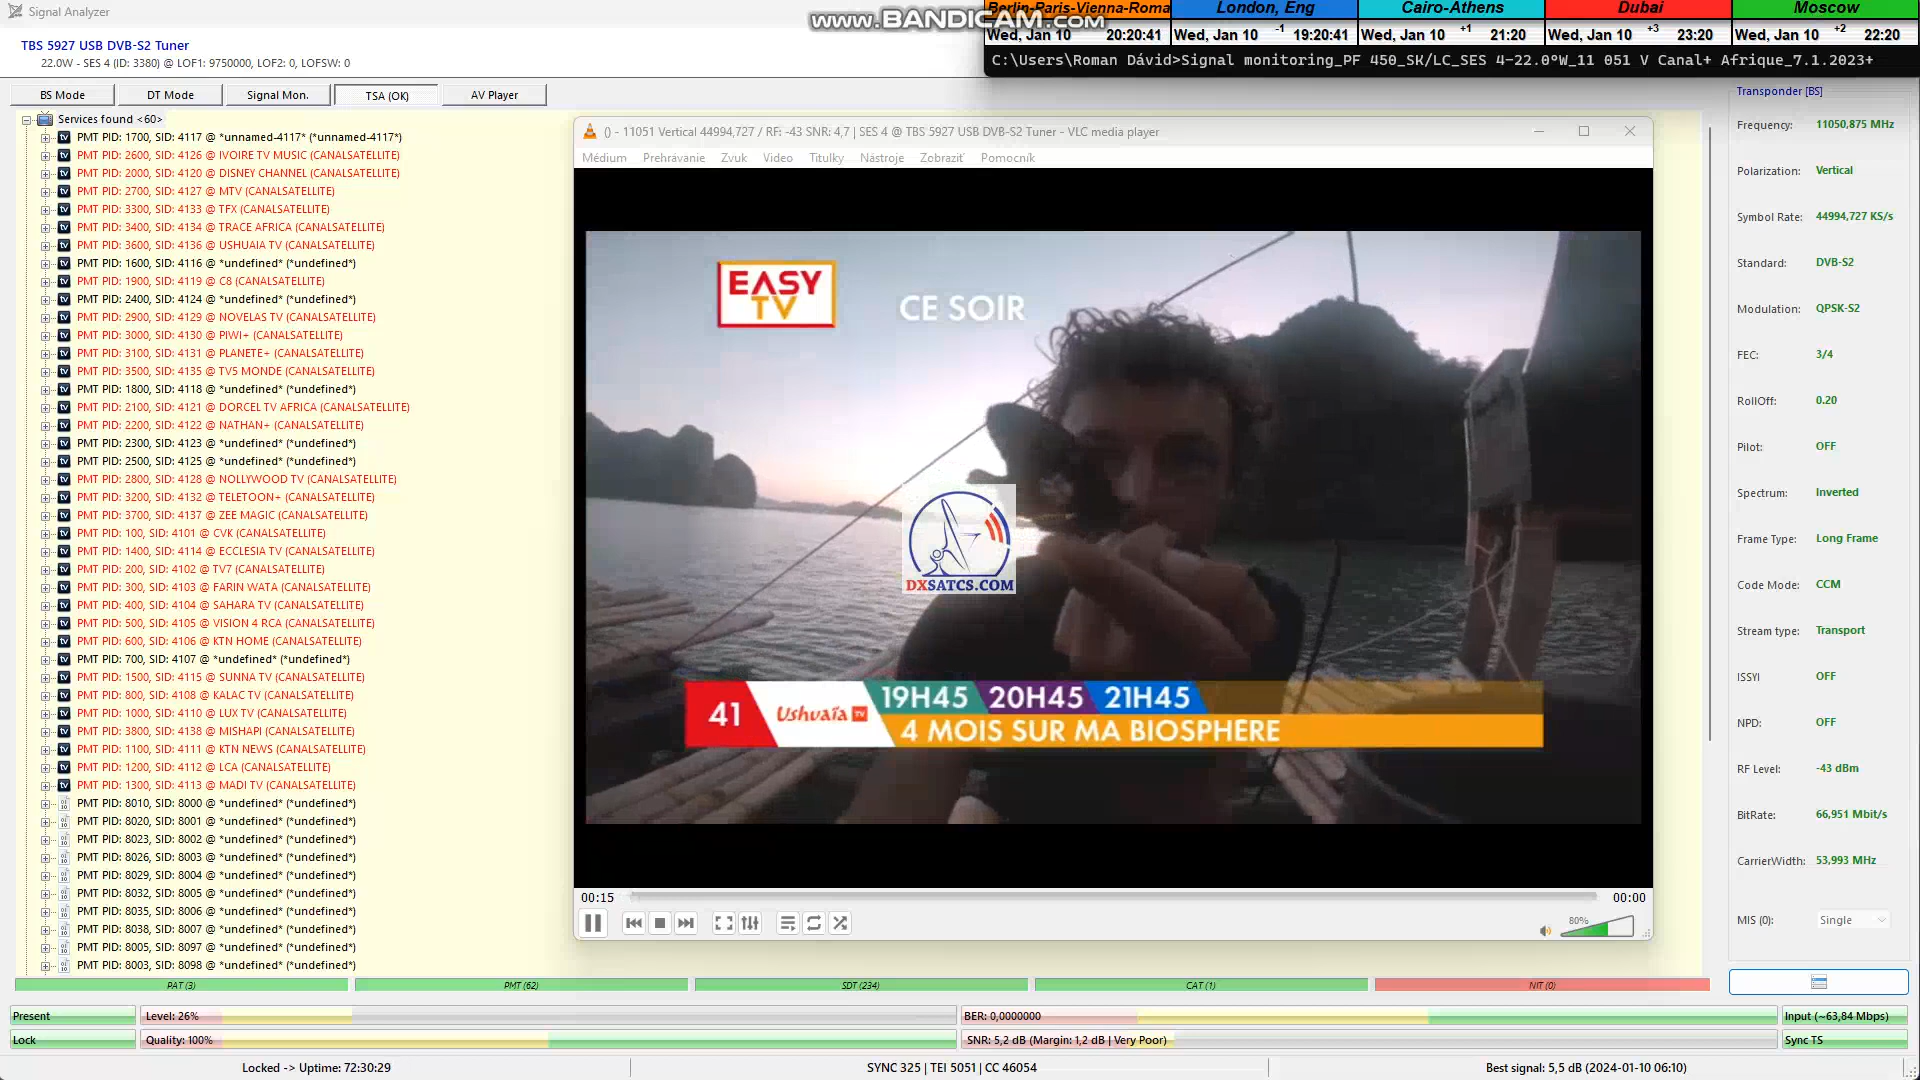 Signal Analyzer
www.BANDICAM.com
Berlin-Paris-Vienna-Roma
London, Eng
Cairo-Athens
Dubai
Moscow
Wed, Jan 10 20:20:41
Wed, Jan 10 -1 19:20:41
Wed, Jan 10 +1 21:20
Wed, Jan 10 +3 23:20
Wed, Jan 10 +2 22:20
C:\Users\Roman Dávid>Signal monitoring_PF 450_SK/LC_SES 4-22.0°W_11 051 V Canal+ Afrique_7.1.2023+
TBS 5927 USB DVB-S2 Tuner
22.0W - SES 4 (ID: 3380) @ LOF1: 9750000, LOF2: 0, LOFSW: 0
BS Mode
DT Mode
Signal Mon.
TSA (OK)
AV Player
Services found <60>
PMT PID: 1700, SID: 4117 @ *unnamed-4117* (*unnamed-4117*)
PMT PID: 2600, SID: 4126 @ IVOIRE TV MUSIC (CANALSATELLITE)
PMT PID: 2000, SID: 4120 @ DISNEY CHANNEL (CANALSATELLITE)
PMT PID: 2700, SID: 4127 @ MTV (CANALSATELLITE)
PMT PID: 3300, SID: 4133 @ TFX (CANALSATELLITE)
PMT PID: 3400, SID: 4134 @ TRACE AFRICA (CANALSATELLITE)
PMT PID: 3600, SID: 4136 @ USHUAIA TV (CANALSATELLITE)
PMT PID: 1600, SID: 4116 @ *undefined* (*undefined*)
PMT PID: 1900, SID: 4119 @ C8 (CANALSATELLITE)
PMT PID: 2400, SID: 4124 @ *undefined* (*undefined*)
PMT PID: 2900, SID: 4129 @ NOVELAS TV (CANALSATELLITE)
PMT PID: 3000, SID: 4130 @ PIWI+ (CANALSATELLITE)
PMT PID: 3100, SID: 4131 @ PLANETE+ (CANALSATELLITE)
PMT PID: 3500, SID: 4135 @ TV5 MONDE (CANALSATELLITE)
PMT PID: 1800, SID: 4118 @ *undefined* (*undefined*)
PMT PID: 2100, SID: 4121 @ DORCEL TV AFRICA (CANALSATELLITE)
PMT PID: 2200, SID: 4122 @ NATHAN+ (CANALSATELLITE)
PMT PID: 2300, SID: 4123 @ *undefined* (*undefined*)
PMT PID: 2500, SID: 4125 @ *undefined* (*undefined*)
PMT PID: 2800, SID: 4128 @ NOLLYWOOD TV (CANALSATELLITE)
PMT PID: 3200, SID: 4132 @ TELETOON+ (CANALSATELLITE)
PMT PID: 3700, SID: 4137 @ ZEE MAGIC (CANALSATELLITE)
PMT PID: 100, SID: 4101 @ CVK (CANALSATELLITE)
PMT PID: 1400, SID: 4114 @ ECCLESIA TV (CANALSATELLITE)
PMT PID: 200, SID: 4102 @ TV7 (CANALSATELLITE)
PMT PID: 300, SID: 4103 @ FARIN WATA (CANALSATELLITE)
PMT PID: 400, SID: 4104 @ SAHARA TV (CANALSATELLITE)
PMT PID: 500, SID: 4105 @ VISION 4 RCA (CANALSATELLITE)
PMT PID: 600, SID: 4106 @ KTN HOME (CANALSATELLITE)
PMT PID: 700, SID: 4107 @ *undefined* (*undefined*)
PMT PID: 1500, SID: 4115 @ SUNNA TV (CANALSATELLITE)
PMT PID: 800, SID: 4108 @ KALAC TV (CANALSATELLITE)
PMT PID: 1000, SID: 4110 @ LUX TV (CANALSATELLITE)
PMT PID: 3800, SID: 4138 @ MISHAPI (CANALSATELLITE)
PMT PID: 1100, SID: 4111 @ KTN NEWS (CANALSATELLITE)
PMT PID: 1200, SID: 4112 @ LCA (CANALSATELLITE)
PMT PID: 1300, SID: 4113 @ MADI TV (CANALSATELLITE)
PMT PID: 8010, SID: 8000 @ *undefined* (*undefined*)
PMT PID: 8020, SID: 8001 @ *undefined* (*undefined*)
PMT PID: 8023, SID: 8002 @ *undefined* (*undefined*)
PMT PID: 8026, SID: 8003 @ *undefined* (*undefined*)
PMT PID: 8029, SID: 8004 @ *undefined* (*undefined*)
PMT PID: 8032, SID: 8005 @ *undefined* (*undefined*)
PMT PID: 8035, SID: 8006 @ *undefined* (*undefined*)
PMT PID: 8038, SID: 8007 @ *undefined* (*undefined*)
PMT PID: 8005, SID: 8097 @ *undefined* (*undefined*)
PMT PID: 8003, SID: 8098 @ *undefined* (*undefined*)
() - 11051 Vertical 44994,727 / RF: -43 SNR: 4,7 | SES 4 @ TBS 5927 USB DVB-S2 Tuner - VLC media player
Médium Prehrávanie Zvuk Video Titulky Nástroje Zobraziť Pomocník
EASY
TV
CE SOIR
DXSATCS.COM
41
Ushuaïa TV
19H45 20H45 21H45
4 MOIS SUR MA BIOSPHÈRE
00:15
00:00
80%
Transponder [BS]
Frequency: 11050,875 MHz
Polarization: Vertical
Symbol Rate: 44994,727 KS/s
Standard: DVB-S2
Modulation: QPSK-S2
FEC: 3/4
RollOff: 0.20
Pilot: OFF
Spectrum: Inverted
Frame Type: Long Frame
Code Mode: CCM
Stream type: Transport
ISSYI OFF
NPD: OFF
RF Level: -43 dBm
BitRate: 66,951 Mbit/s
CarrierWidth: 53,993 MHz
MIS (0): Single
PAT (3)
PMT (62)
SDT (234)
CAT (1)
NIT (0)
Present
Level: 26%
BER: 0,0000000
Input (~63,84 Mbps)
Lock
Quality: 100%
SNR: 5,2 dB (Margin: 1,2 dB | Very Poor)
Sync TS
Locked -> Uptime: 72:30:29
SYNC 325 | TEI 5051 | CC 46054
Best signal: 5,5 dB (2024-01-10 06:10)